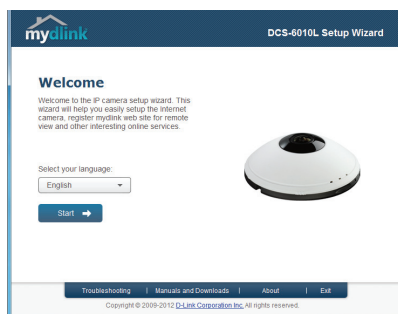 mydlink
DCS-6010L Setup Wizard
Welcome
Welcome to the IP camera setup wizard. This
wizard will help you easily setup the Internet
camera, register mydlink web site for remote
view and other interesting online services.
Select your language:
English
Start
Troubleshooting | Manuals and Downloads | About | Exit
Copyright © 2009-2012 D-Link Corporation Inc. All rights reserved.